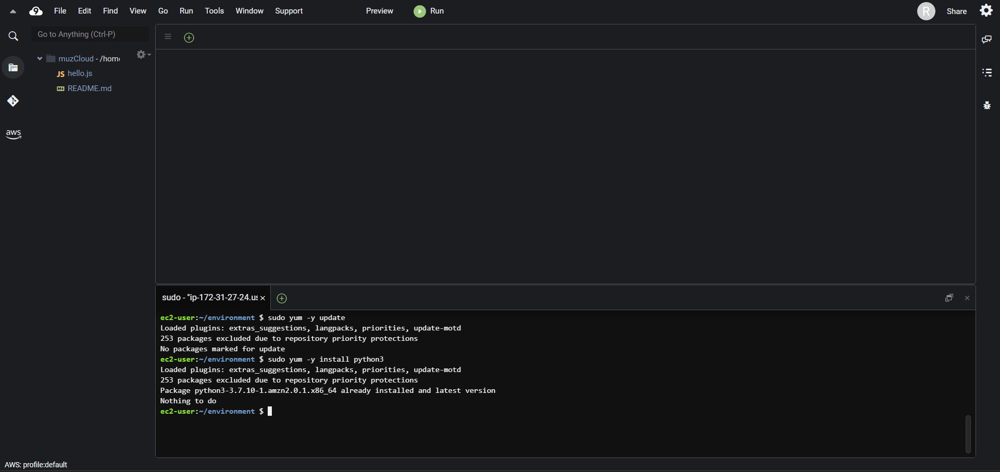 File Edit Find View Go Run Tools Window Support Preview Run R Share
Go to Anything (Ctrl-P)
muzCloud - /home
JS hello.js
README.md
aws
sudo - "ip-172-31-27-24.us
ec2-user:~/environment $ sudo yum -y update
Loaded plugins: extras_suggestions, langpacks, priorities, update-motd
253 packages excluded due to repository priority protections
No packages marked for update
ec2-user:~/environment $ sudo yum -y install python3
Loaded plugins: extras_suggestions, langpacks, priorities, update-motd
253 packages excluded due to repository priority protections
Package python3-3.7.10-1.amzn2.0.1.x86_64 already installed and latest version
Nothing to do
ec2-user:~/environment $
AWS: profile:default